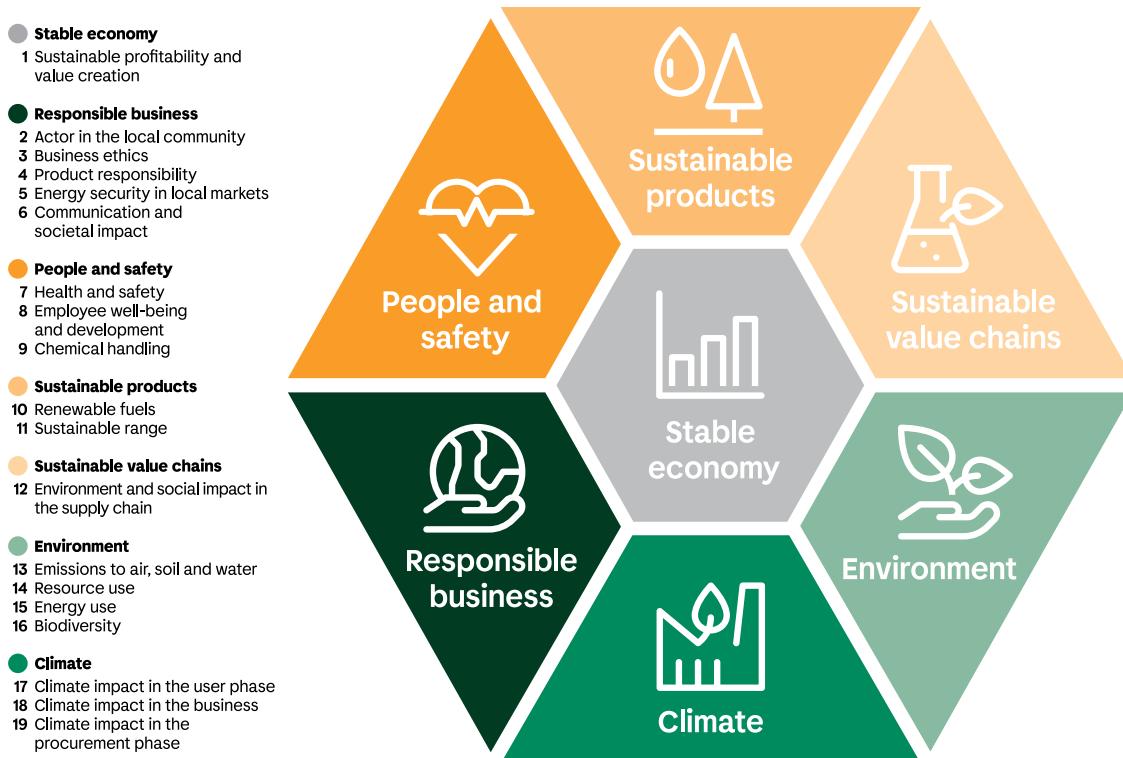 Stable economy
1 Sustainable profitability and
value creation
Responsible business
2 Actor in the local community
3 Business ethics
4 Product responsibility
5 Energy security in local markets
6 Communication and
societal impact
People and safety
7 Health and safety
8 Employee well-being
and development
9 Chemical handling
Sustainable products
10 Renewable fuels
11 Sustainable range
Sustainable value chains
12 Environment and social impact in
the supply chain
Environment
13 Emissions to air, soil and water
14 Resource use
15 Energy use
16 Biodiversity
Climate
17 Climate impact in the user phase
18 Climate impact in the business
19 Climate impact in the
procurement phase
Sustainable
products
People and
safety
Sustainable
value chains
Stable
economy
Responsible
business
Environment
Climate